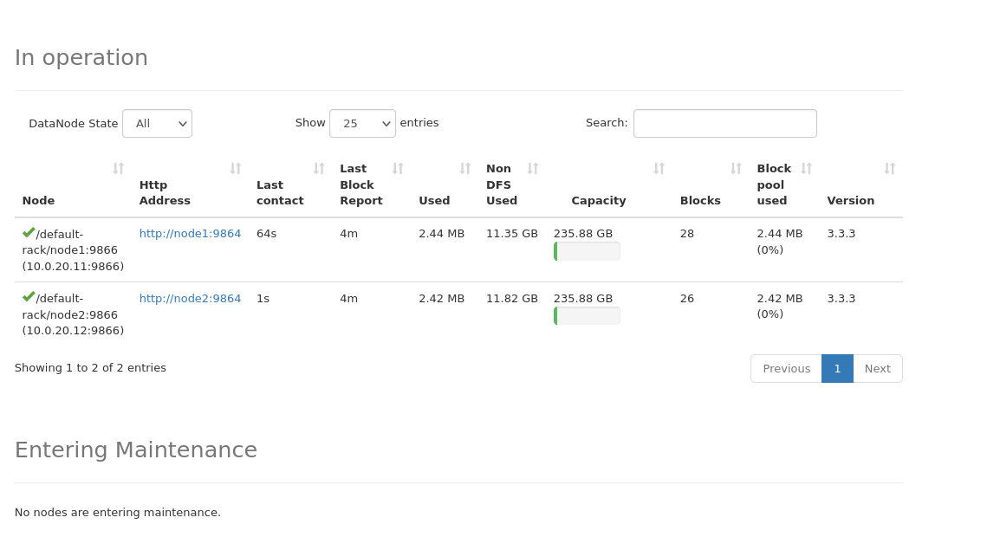 In operation
DataNode State All Show 25 entries Search:
Node Http Address Last contact Last Block Report Used Non DFS Used Capacity Blocks Block pool used Version
/default-rack/node1:9866 (10.0.20.11:9866) http://node1:9864 64s 4m 2.44 MB 11.35 GB 235.88 GB 28 2.44 MB (0%) 3.3.3
/default-rack/node2:9866 (10.0.20.12:9866) http://node2:9864 1s 4m 2.42 MB 11.82 GB 235.88 GB 26 2.42 MB (0%) 3.3.3
Showing 1 to 2 of 2 entries Previous 1 Next
Entering Maintenance
No nodes are entering maintenance.